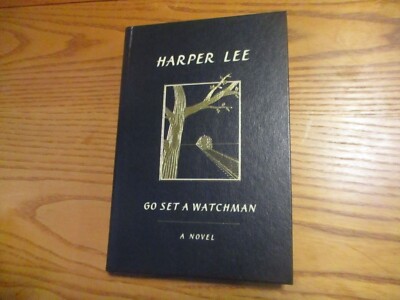 HARPER LEE
GO SET A WATCHMAN
A NOVEL